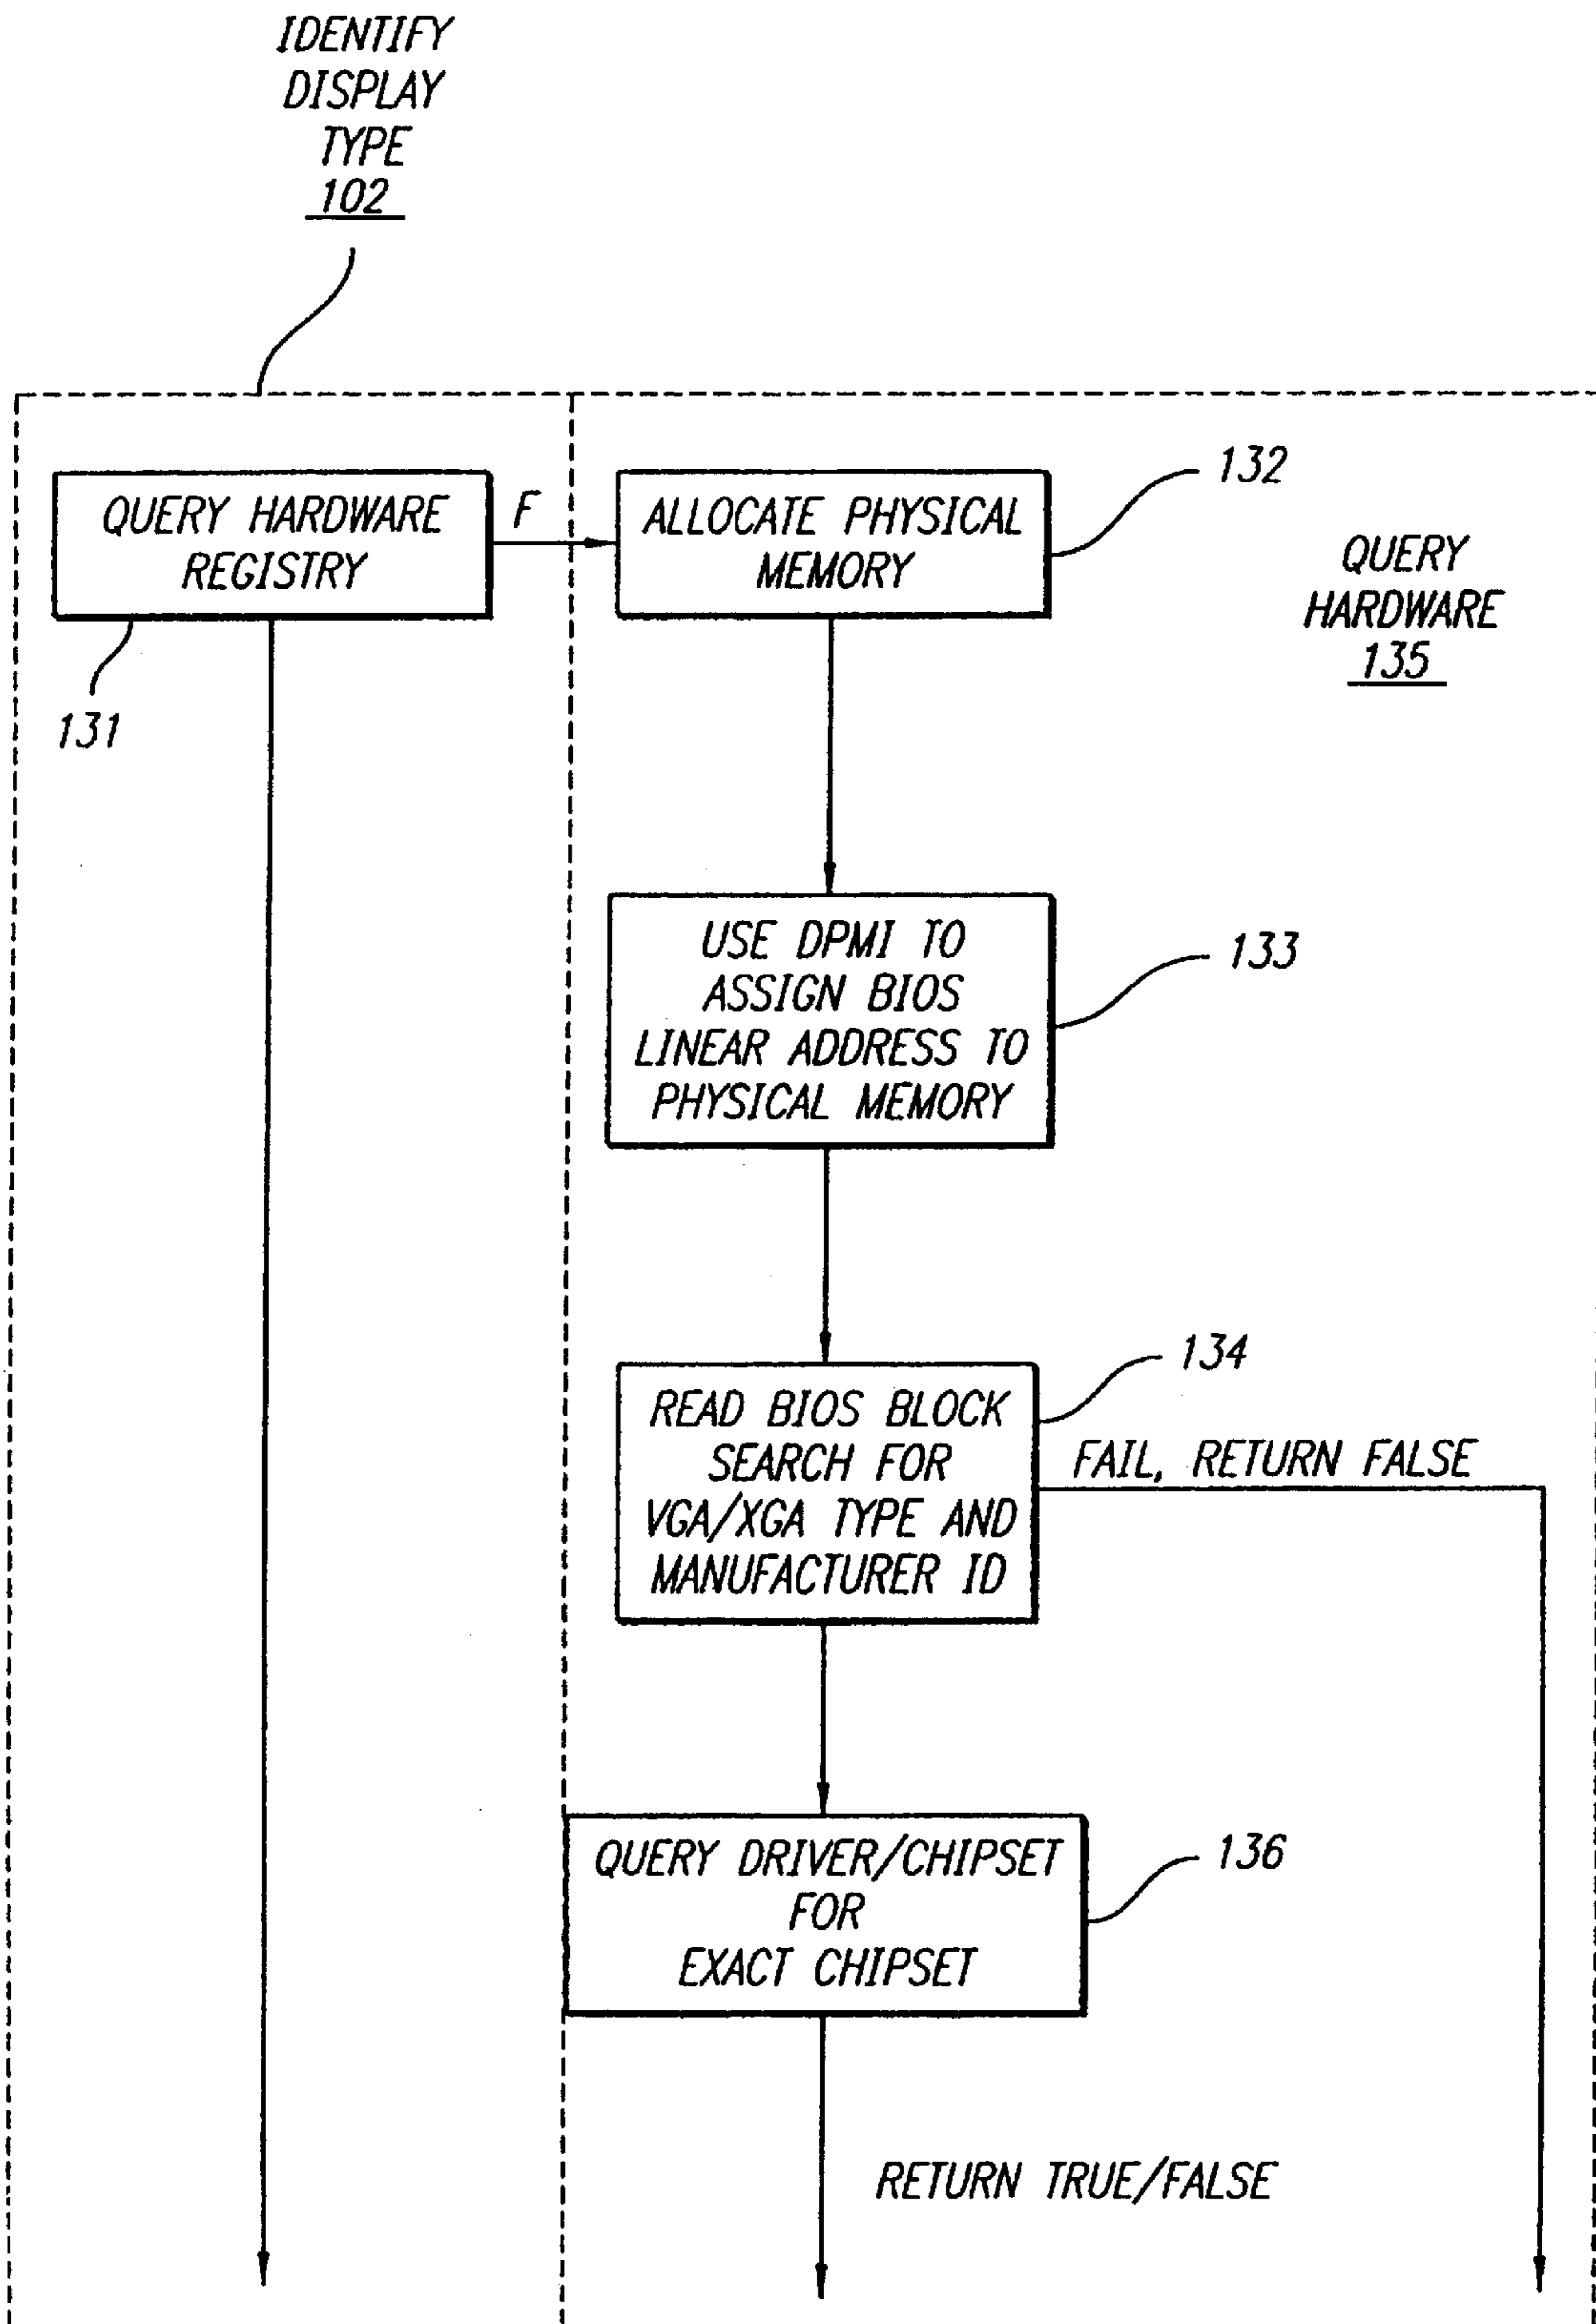 IDENTIFY
DISPLAY
TYPE
102
QUERY HARDWARE
REGISTRY
131
F
ALLOCATE PHYSICAL
MEMORY
132
QUERY
HARDWARE
135
USE DPMI TO
ASSIGN BIOS
LINEAR ADDRESS TO
PHYSICAL MEMORY
133
READ BIOS BLOCK
SEARCH FOR
VGA/XGA TYPE AND
MANUFACTURER ID
134
FAIL, RETURN FALSE
QUERY DRIVER/CHIPSET
FOR
EXACT CHIPSET
136
RETURN TRUE/FALSE